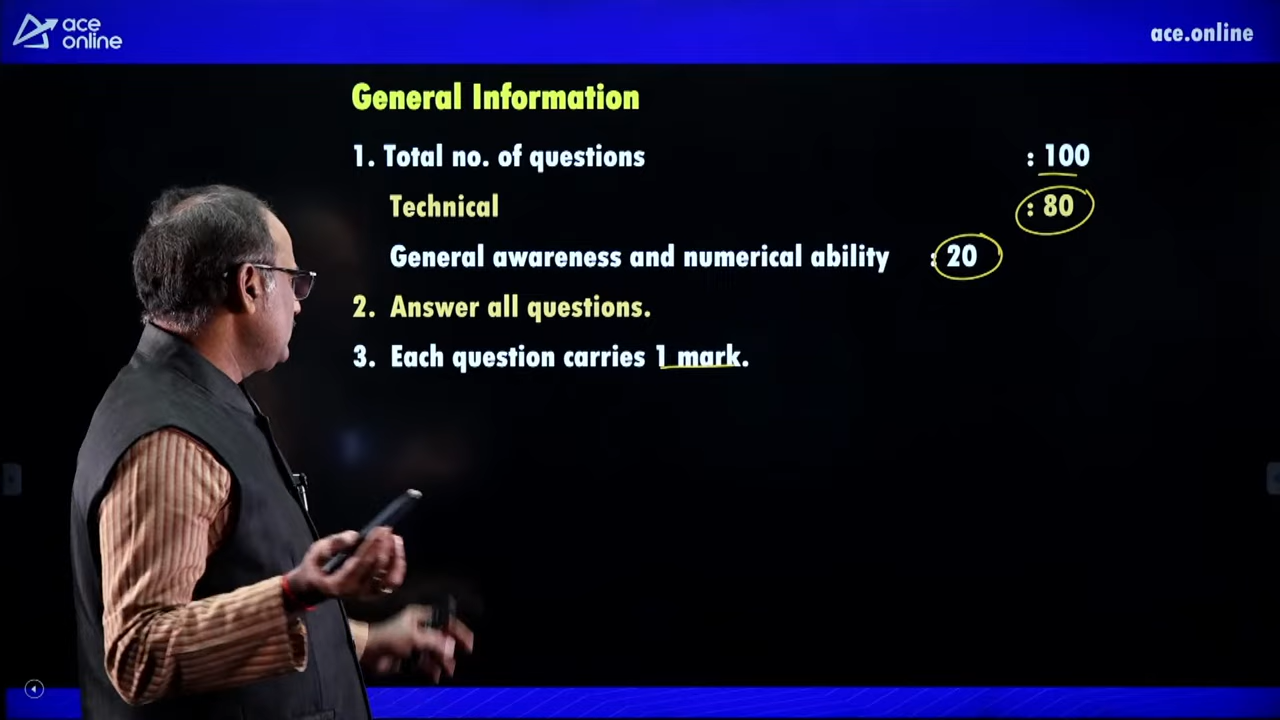 ace
online
ace.online
General Information
1. Total no. of questions : 100
Technical : 80
General awareness and numerical ability : 20
2. Answer all questions.
3. Each question carries 1 mark.